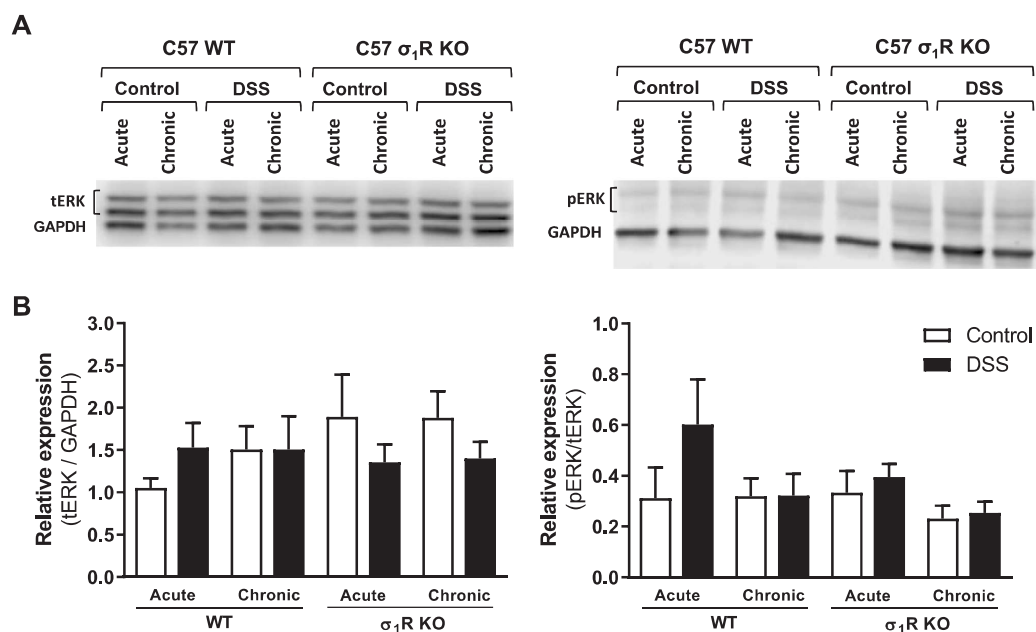 A
C57 WT C57 σ₁R KO
Control DSS Control DSS
Acute Chronic Acute Chronic Acute Chronic Acute Chronic
tERK
GAPDH
C57 WT C57 σ₁R KO
Control DSS Control DSS
Acute Chronic Acute Chronic Acute Chronic Acute Chronic
pERK
GAPDH
B
Relative expression
(tERK / GAPDH)
3.0
2.5
2.0
1.5
1.0
0.5
0.0
Acute Chronic Acute Chronic
WT σ₁R KO
Relative expression
(pERK/tERK)
1.0
0.8
0.6
0.4
0.2
0.0
Acute Chronic Acute Chronic
WT σ₁R KO
Control
DSS